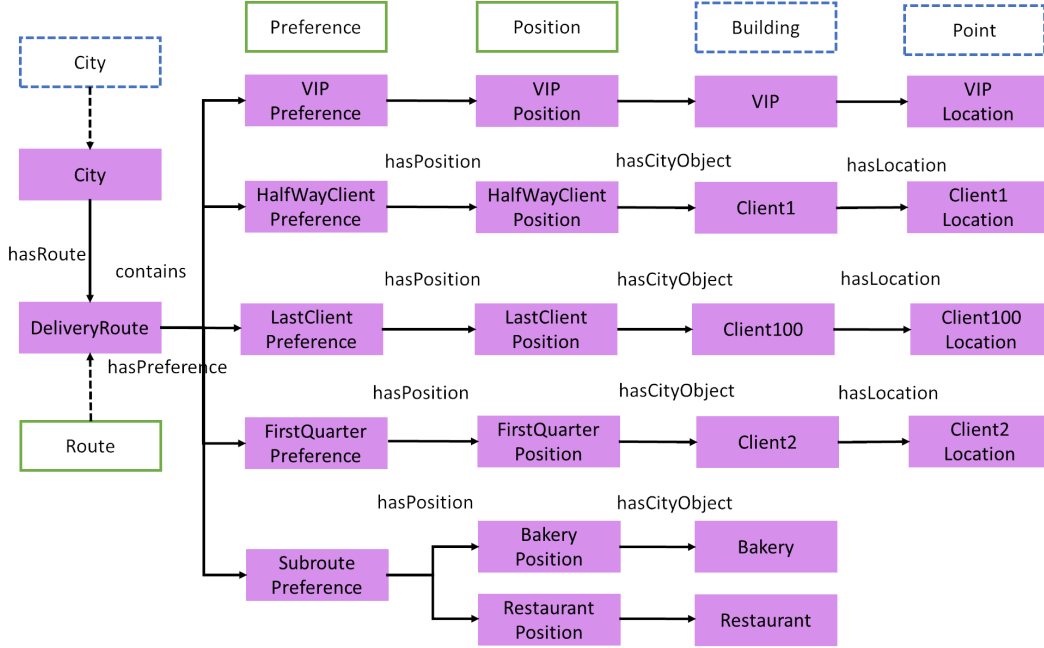 Preference
Position
Building
Point
City
VIP
Preference
VIP
Position
VIP
VIP
Location
City
hasPosition
hasCityObject
hasLocation
HalfWayClient
Preference
HalfWayClient
Position
Client1
Client1
Location
hasRoute
contains
hasPosition
hasCityObject
hasLocation
DeliveryRoute
LastClient
Preference
LastClient
Position
Client100
Client100
Location
hasPreference
hasPosition
hasCityObject
hasLocation
Route
FirstQuarter
Preference
FirstQuarter
Position
Client2
Client2
Location
hasPosition
hasCityObject
Subroute
Preference
Bakery
Position
Bakery
Restaurant
Position
Restaurant